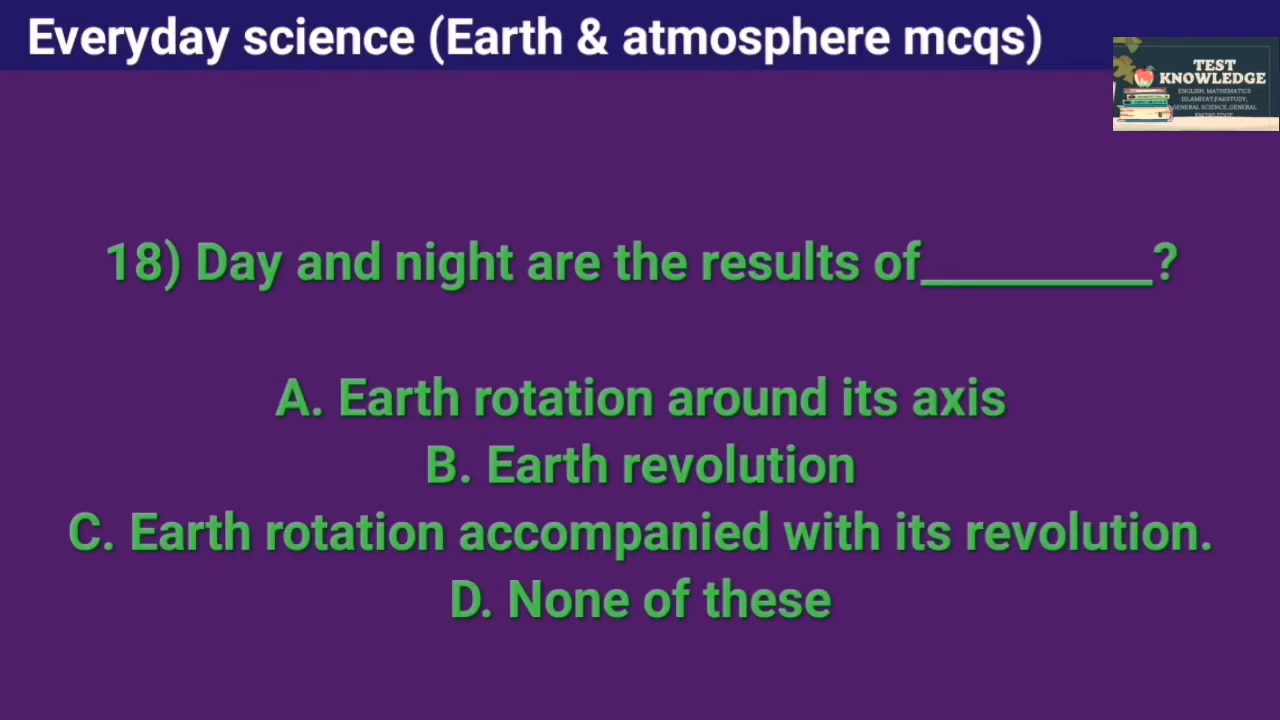 Everyday science (Earth & atmosphere mcqs)
TEST
KNOWLEDGE
ENGLISH, MATHEMATICS
ISLAMIYAT,PAKSTUDY,
GENERAL SCIENCE,GENERAL
KNOWLEDGE
18) Day and night are the results of_________?
A. Earth rotation around its axis
B. Earth revolution
C. Earth rotation accompanied with its revolution.
D. None of these